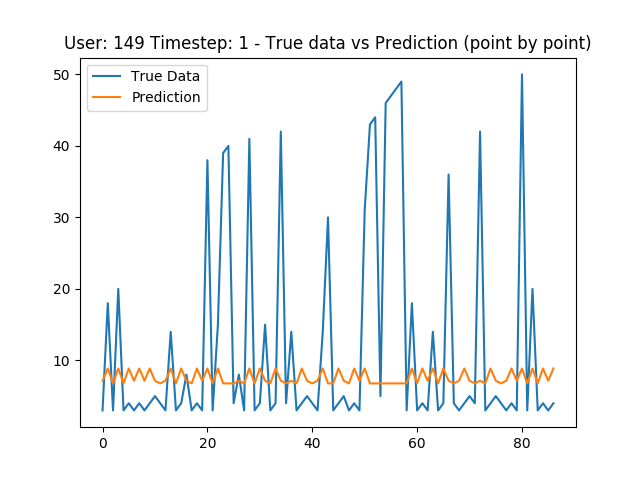 User: 149 Timestep: 1 - True data vs Prediction (point by point)
True Data
Prediction
50
40
30
20
10
0 20 40 60 80